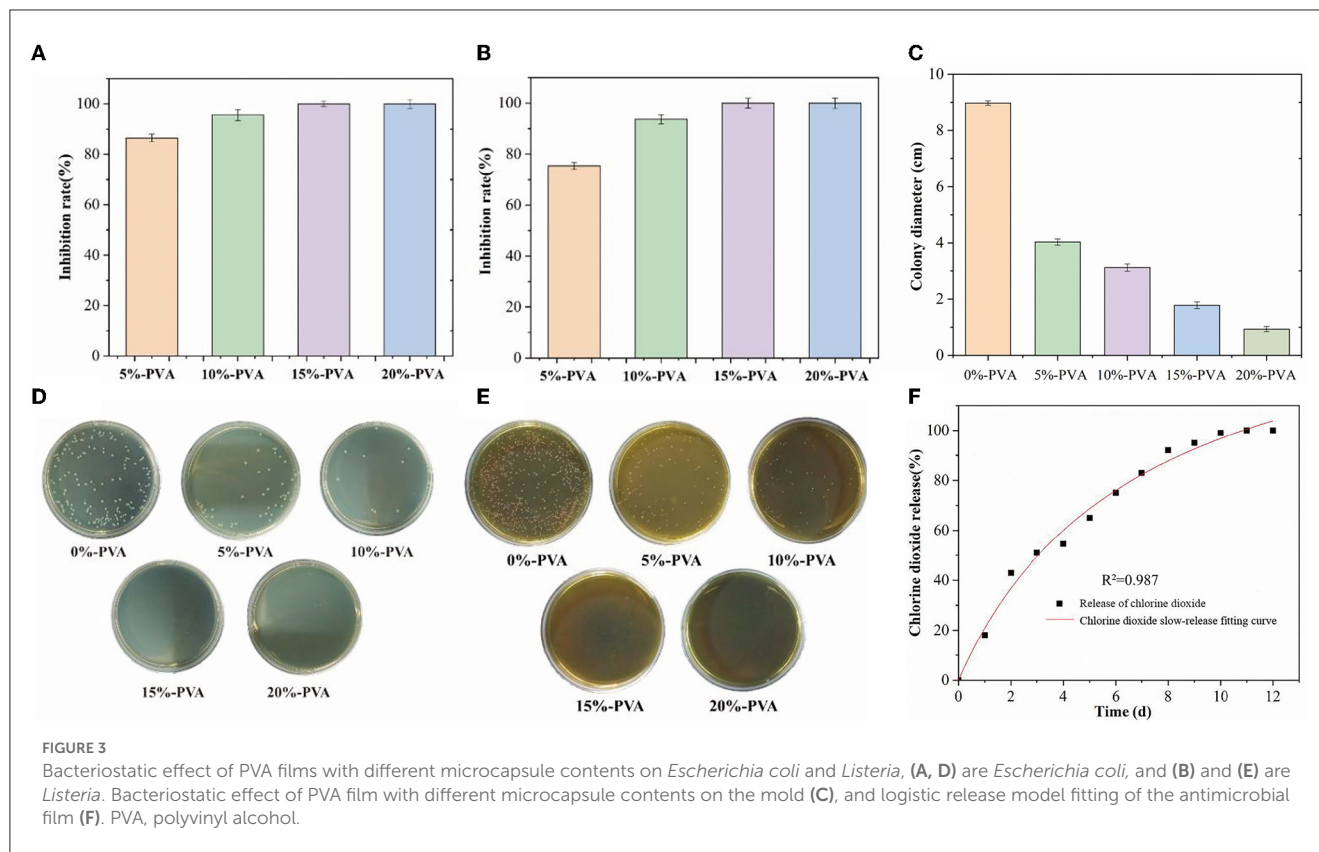 A
Inhibition rate(%)
100
80
60
40
20
0
5%-PVA 10%-PVA 15%-PVA 20%-PVA
B
Inhibition rate(%)
100
80
60
40
20
0
5%-PVA 10%-PVA 15%-PVA 20%-PVA
C
Colony diameter (cm)
10
8
6
4
2
0
0%-PVA 5%-PVA 10%-PVA 15%-PVA 20%-PVA
D
0%-PVA 5%-PVA 10%-PVA
15%-PVA 20%-PVA
E
0%-PVA 5%-PVA 10%-PVA
15%-PVA 20%-PVA
F
Chlorine dioxide release(%)
100
80
60
40
20
0
R²=0.987
Release of chlorine dioxide
Chlorine dioxide slow-release fitting curve
0 2 4 6 8 10 12
Time (d)
FIGURE 3
Bacteriostatic effect of PVA films with different microcapsule contents on Escherichia coli and Listeria, (A, D) are Escherichia coli, and (B) and (E) are
Listeria. Bacteriostatic effect of PVA film with different microcapsule contents on the mold (C), and logistic release model fitting of the antimicrobial
film (F). PVA, polyvinyl alcohol.